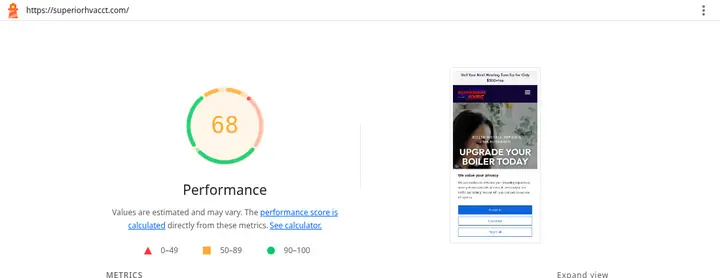 https://superiorhvacct.com/
68
Performance
Values are estimated and may vary. The performance score is
calculated directly from these metrics. See calculator.
0–49
50–89
90–100
METRICS
Expand view
UPGRADE YOUR
BOILER TODAY
We value your privacy